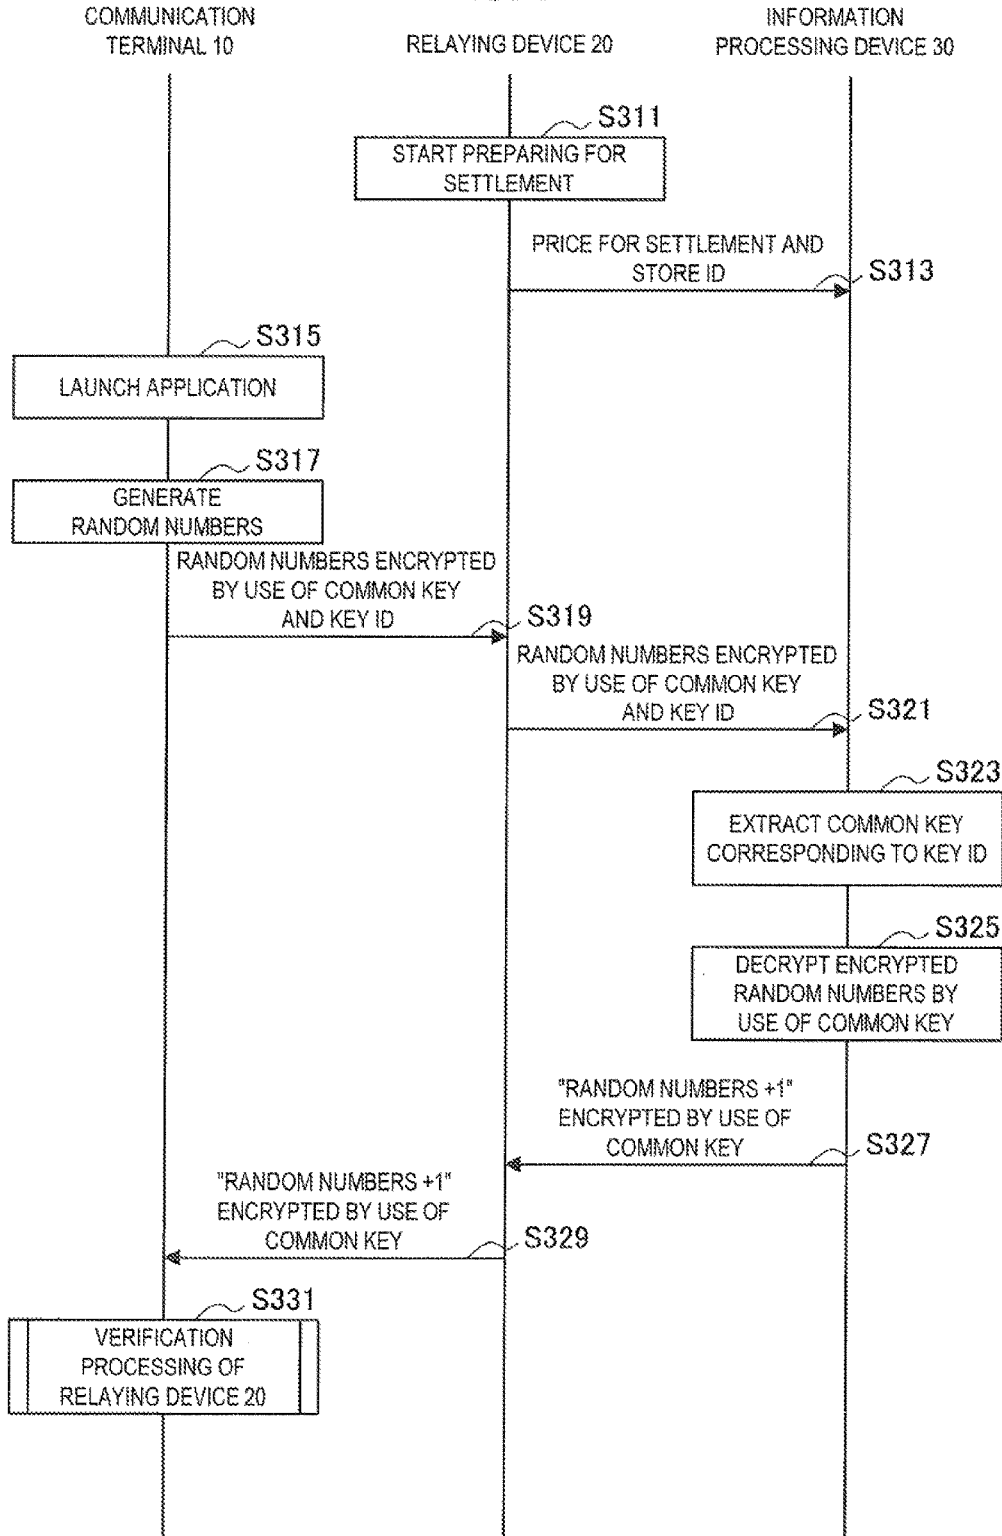 COMMUNICATION
TERMINAL 10
RELAYING DEVICE 20
INFORMATION
PROCESSING DEVICE 30
S311
START PREPARING FOR
SETTLEMENT
PRICE FOR SETTLEMENT AND
STORE ID
S313
S315
LAUNCH APPLICATION
S317
GENERATE
RANDOM NUMBERS
RANDOM NUMBERS ENCRYPTED
BY USE OF COMMON KEY
AND KEY ID
S319
RANDOM NUMBERS ENCRYPTED
BY USE OF COMMON KEY
AND KEY ID
S321
S323
EXTRACT COMMON KEY
CORRESPONDING TO KEY ID
S325
DECRYPT ENCRYPTED
RANDOM NUMBERS BY
USE OF COMMON KEY
"RANDOM NUMBERS +1"
ENCRYPTED BY USE OF
COMMON KEY
S327
"RANDOM NUMBERS +1"
ENCRYPTED BY USE OF
COMMON KEY
S329
S331
VERIFICATION
PROCESSING OF
RELAYING DEVICE 20